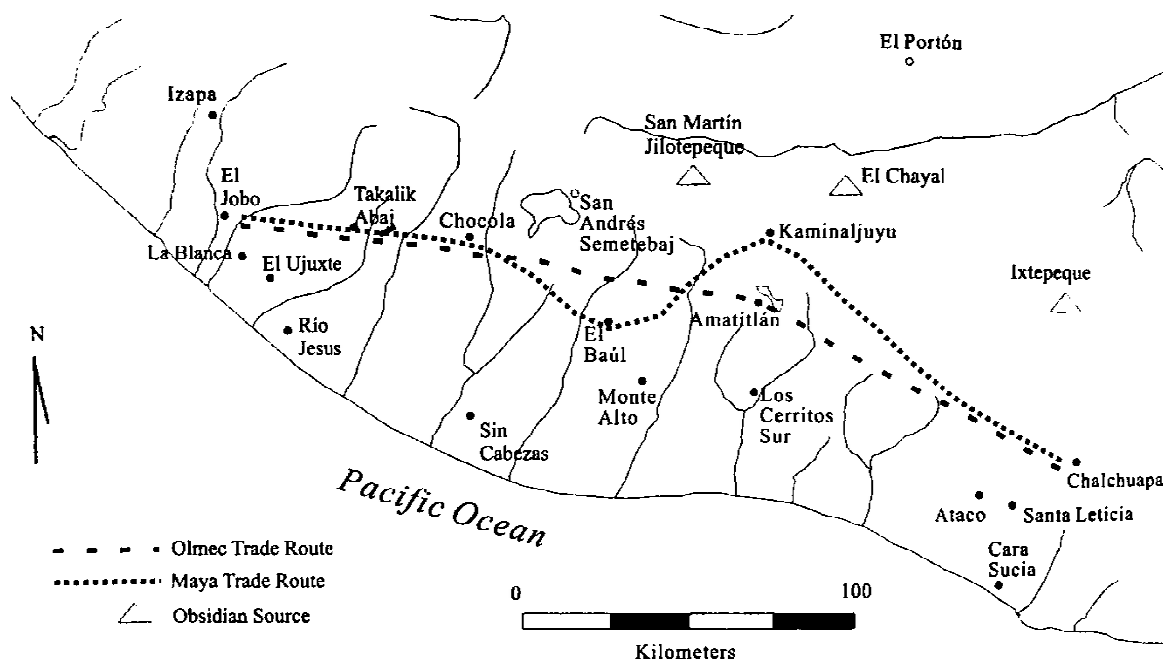 El Portón
Izapa
San Martín
Jilotepeque
El Chayal
El
Jobo
Takalik
Abaj
Chocola
San
Andrés
Semetebaj
Kaminaljuyu
La Blanca
El Ujuxte
Ixtepeque
Amatitlán
N
Río
Jesus
El
Baúl
Monte
Alto
Los
Cerritos
Sur
Sin
Cabezas
Chalchuapa
Pacific Ocean
Ataco
Santa Leticia
Cara
Sucia
Olmec Trade Route
Maya Trade Route
Obsidian Source
0
100
Kilometers